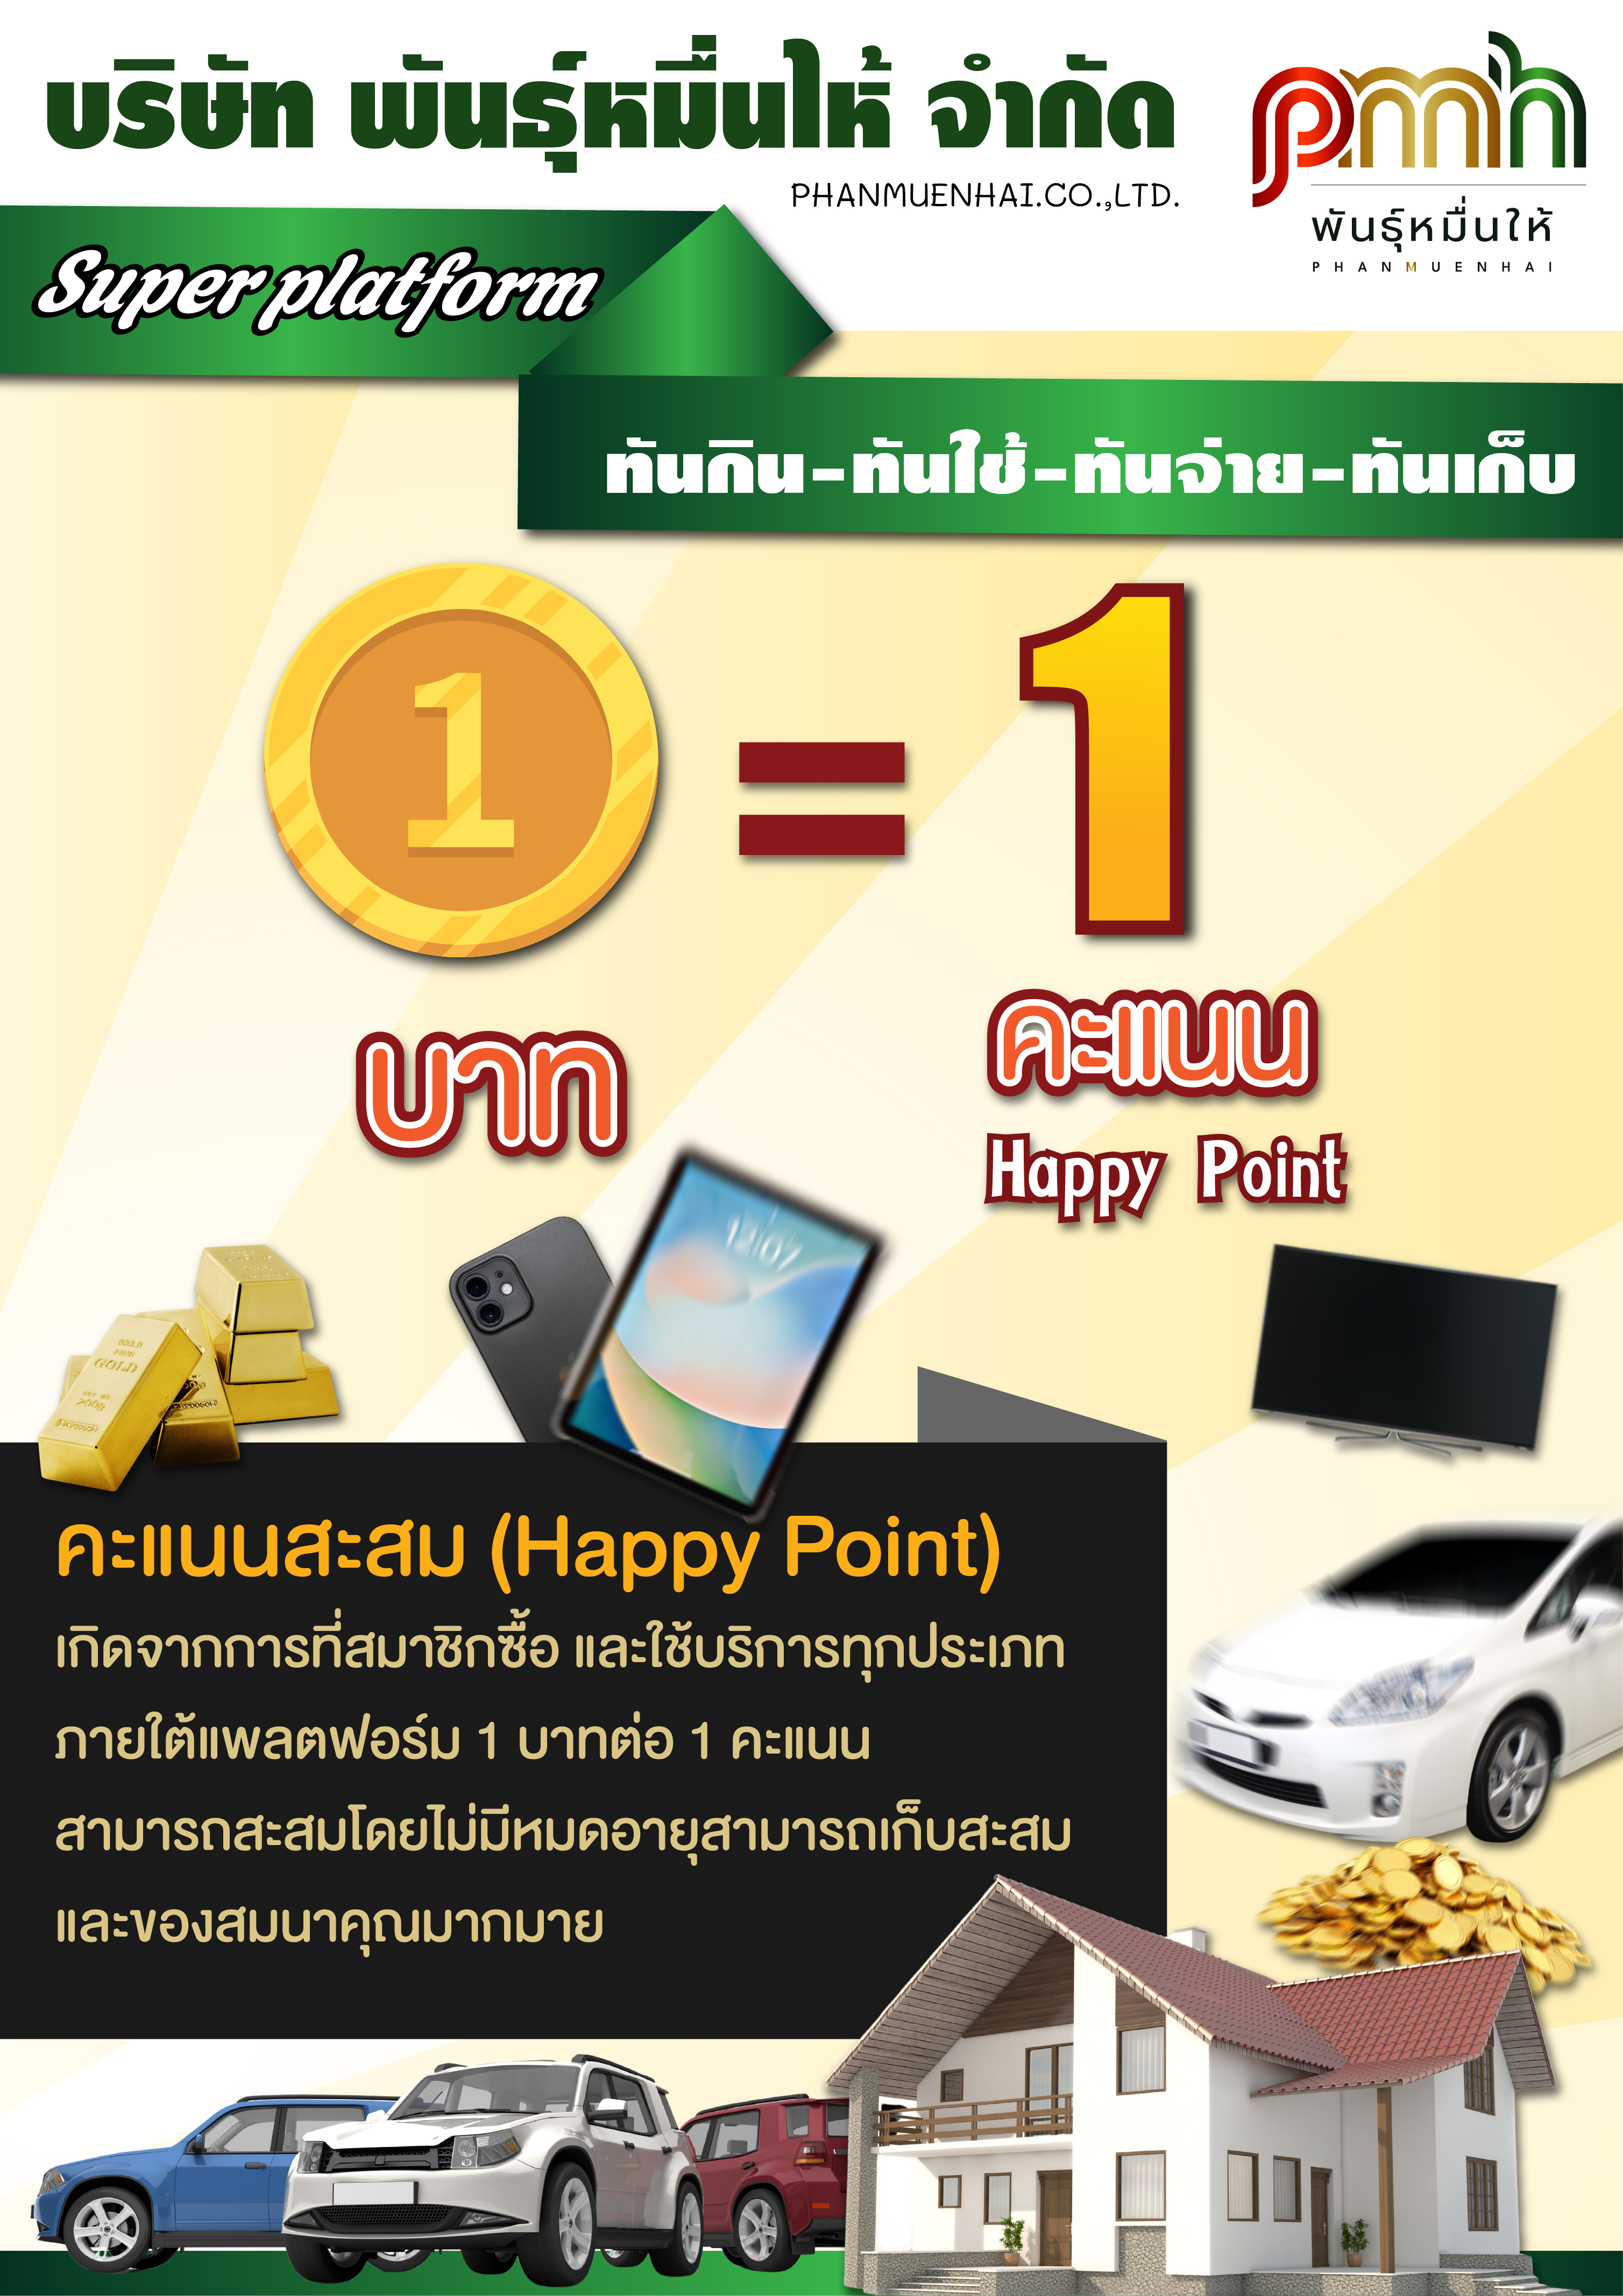 บริษัท พันธุ์หมื่นให้ จำกัด
PHANMUENHAI.CO.,LTD.
pmh
พันธุ์หมื่นให้
PHANMUENHAI
Super platform
ทันกิน-ทันใช้-ทันจ่าย-ทันเก็บ
1
=
1
บาท
คะแนน
Happy Point
12:07
FINE
GOLD
คะแนนสะสม (Happy Point)
เกิดจากการที่สมาชิกซื้อ และใช้บริการทุกประเภท
ภายใต้แพลตฟอร์ม 1 บาทต่อ 1 คะแนน
สามารถสะสมโดยไม่มีหมดอายุสามารถเก็บสะสม
และของสมนาคุณมากมาย